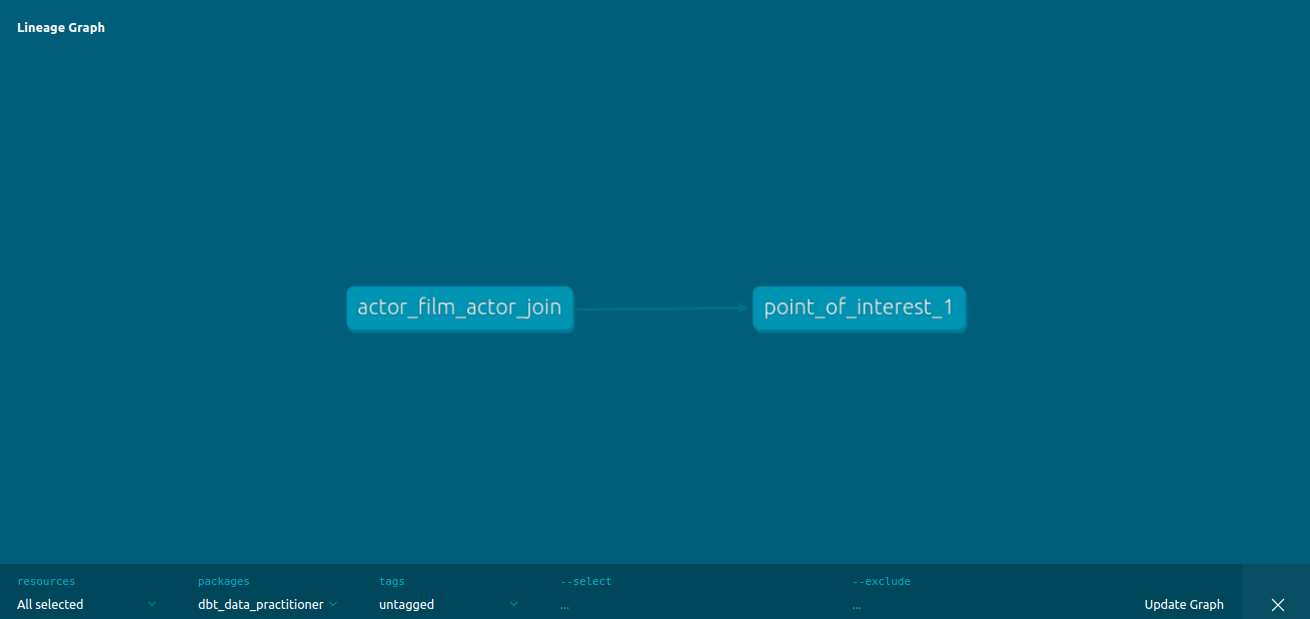 Lineage Graph
actor_film_actor_join
point_of_interest_1
resources packages tags --select --exclude
All selected dbt_data_practitioner untagged ... ... Update Graph